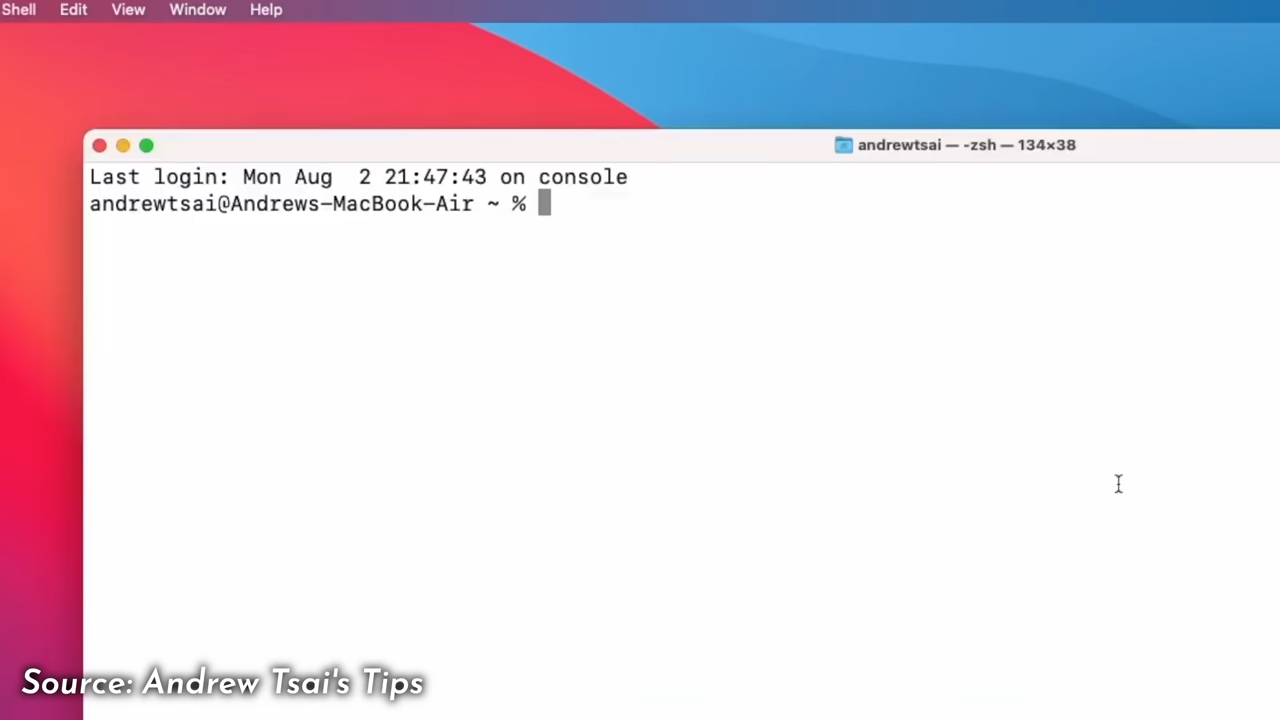 Shell Edit View Window Help
andrewtsai — -zsh — 134×38
Last login: Mon Aug  2 21:47:43 on console
andrewtsai@Andrews-MacBook-Air ~ %
Source: Andrew Tsai's Tips